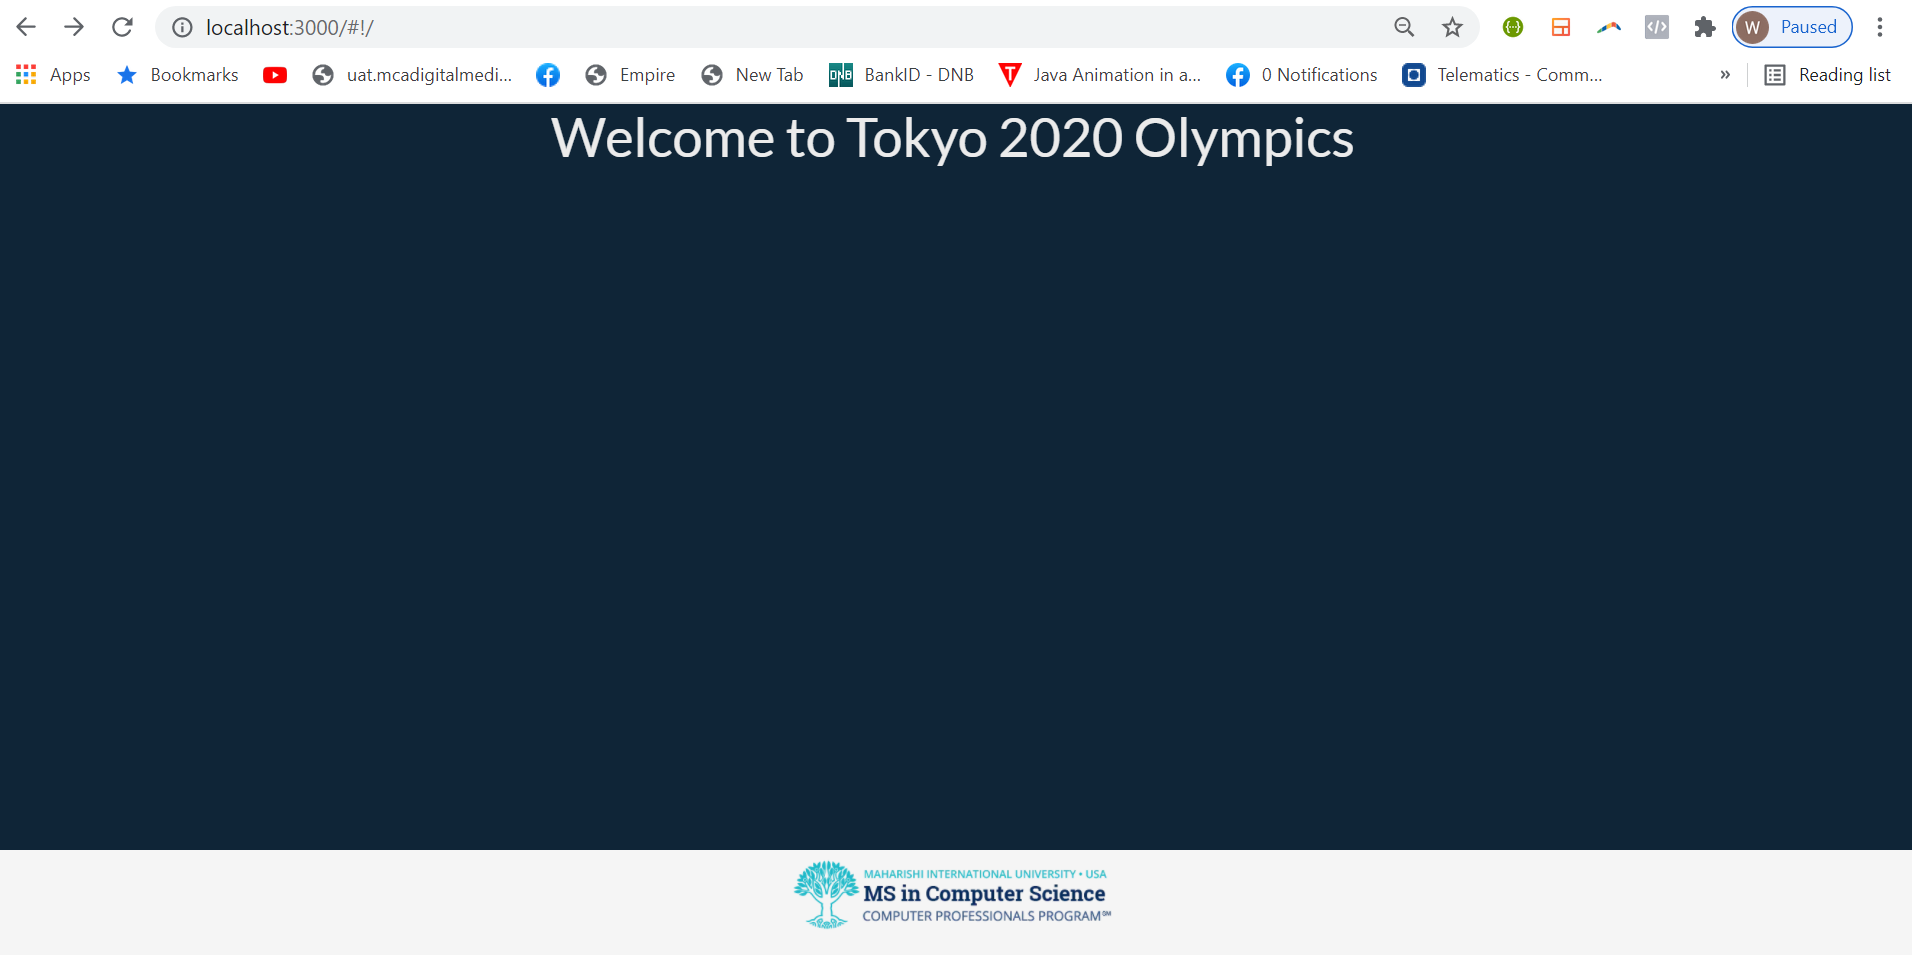 localhost:3000/#!/
W Paused
Apps Bookmarks uat.mcadigitalmedi... Empire New Tab DNB BankID - DNB T Java Animation in a... 0 Notifications Telematics - Comm... » Reading list
Welcome to Tokyo 2020 Olympics
MAHARISHI INTERNATIONAL UNIVERSITY • USA
MS in Computer Science
COMPUTER PROFESSIONALS PROGRAM℠